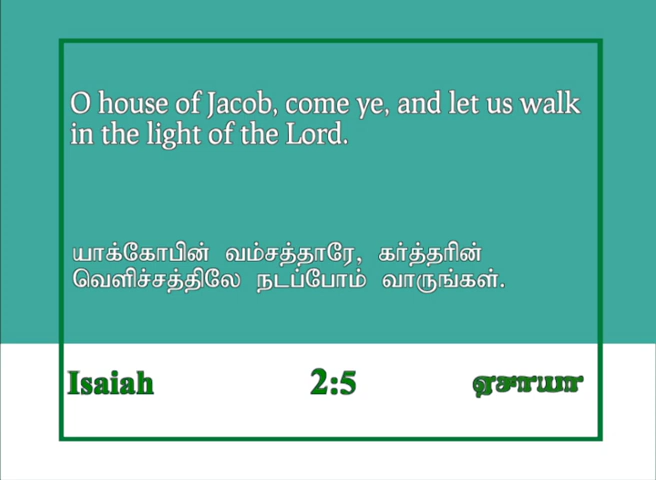 O house of Jacob, come ye, and let us walk
in the light of the Lord.
யாக்கோபின் வம்சத்தாரே, கர்த்தரின்
வெளிச்சத்திலே நடப்போம் வாருங்கள்.
Isaiah 2:5 ஏசாயா